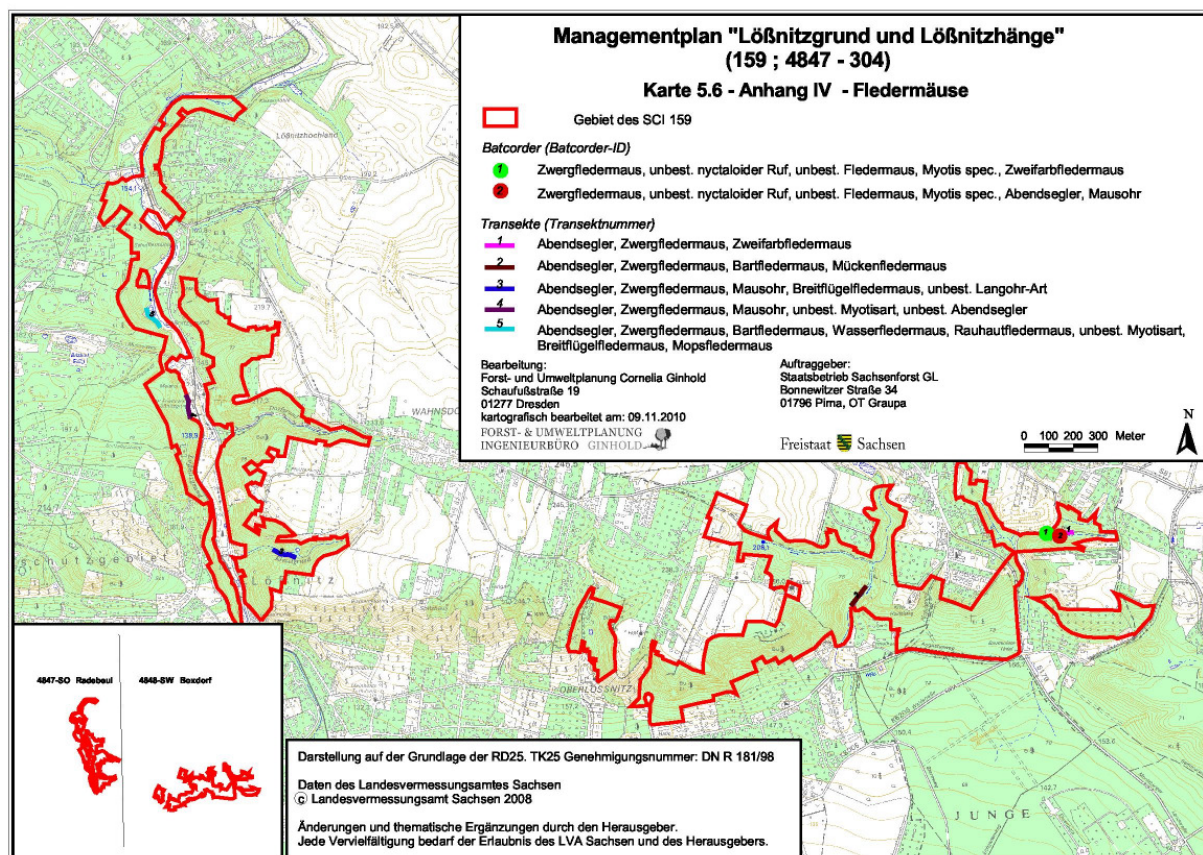 Managementplan "Lößnitzgrund und Lößnitzhänge"
(159 ; 4847 - 304)
Karte 5.6 - Anhang IV - Fledermäuse
Gebiet des SCI 159
Batcorder (Batcorder-ID)
1 Zwergfledermaus, unbest. nyctaloider Ruf, unbest. Fledermaus, Myotis spec., Zweifarbfledermaus
2 Zwergfledermaus, unbest. nyctaloider Ruf, unbest. Fledermaus, Myotis spec., Abendsegler, Mausohr
Transekte (Transektnummer)
1 Abendsegler, Zwergfledermaus, Zweifarbfledermaus
2 Abendsegler, Zwergfledermaus, Bartfledermaus, Mückenfledermaus
3 Abendsegler, Zwergfledermaus, Mausohr, Breitflügelfledermaus, unbest. Langohr-Art
4 Abendsegler, Zwergfledermaus, Mausohr, unbest. Myotisart, unbest. Abendsegler
5 Abendsegler, Zwergfledermaus, Bartfledermaus, Wasserfledermaus, Rauhautfledermaus, unbest. Myotisart,
Breitflügelfledermaus, Mopsfledermaus
Bearbeitung:
Forst- und Umweltplanung Cornelia Ginhold
Schaufußstraße 19
01277 Dresden
kartografisch bearbeitet am: 09.11.2010
FORST- & UMWELTPLANUNG
INGENIEURBÜRO GINHOLD
Auftraggeber:
Staatsbetrieb Sachsenforst GL
Bonnewitzer Straße 34
01796 Pirna, OT Graupa
Freistaat Sachsen
0 100 200 300 Meter
N
Lößnitzhochland
WAHNSD
Lößnitz
OBERLÖSSNITZ
JUNGE
1
2
1
4847-SO Radebeul
4848-SW Boxdorf
Darstellung auf der Grundlage der RD25. TK25 Genehmigungsnummer: DN R 181/98
Daten des Landesvermessungsamtes Sachsen
© Landesvermessungsamt Sachsen 2008
Änderungen und thematische Ergänzungen durch den Herausgeber.
Jede Vervielfältigung bedarf der Erlaubnis des LVA Sachsen und des Herausgebers.